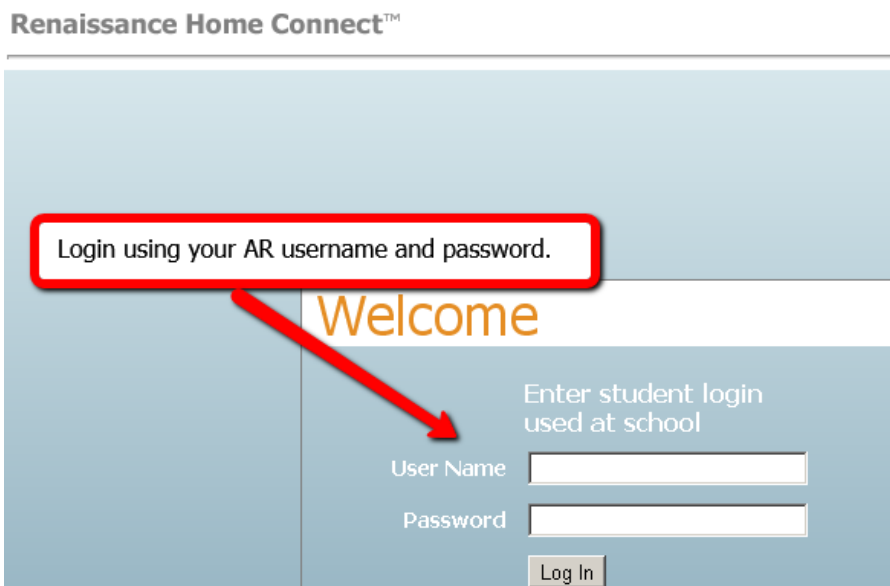 Renaissance Home Connect™
Login using your AR username and password.
Welcome
Enter student login
used at school
User Name
Password
Log In